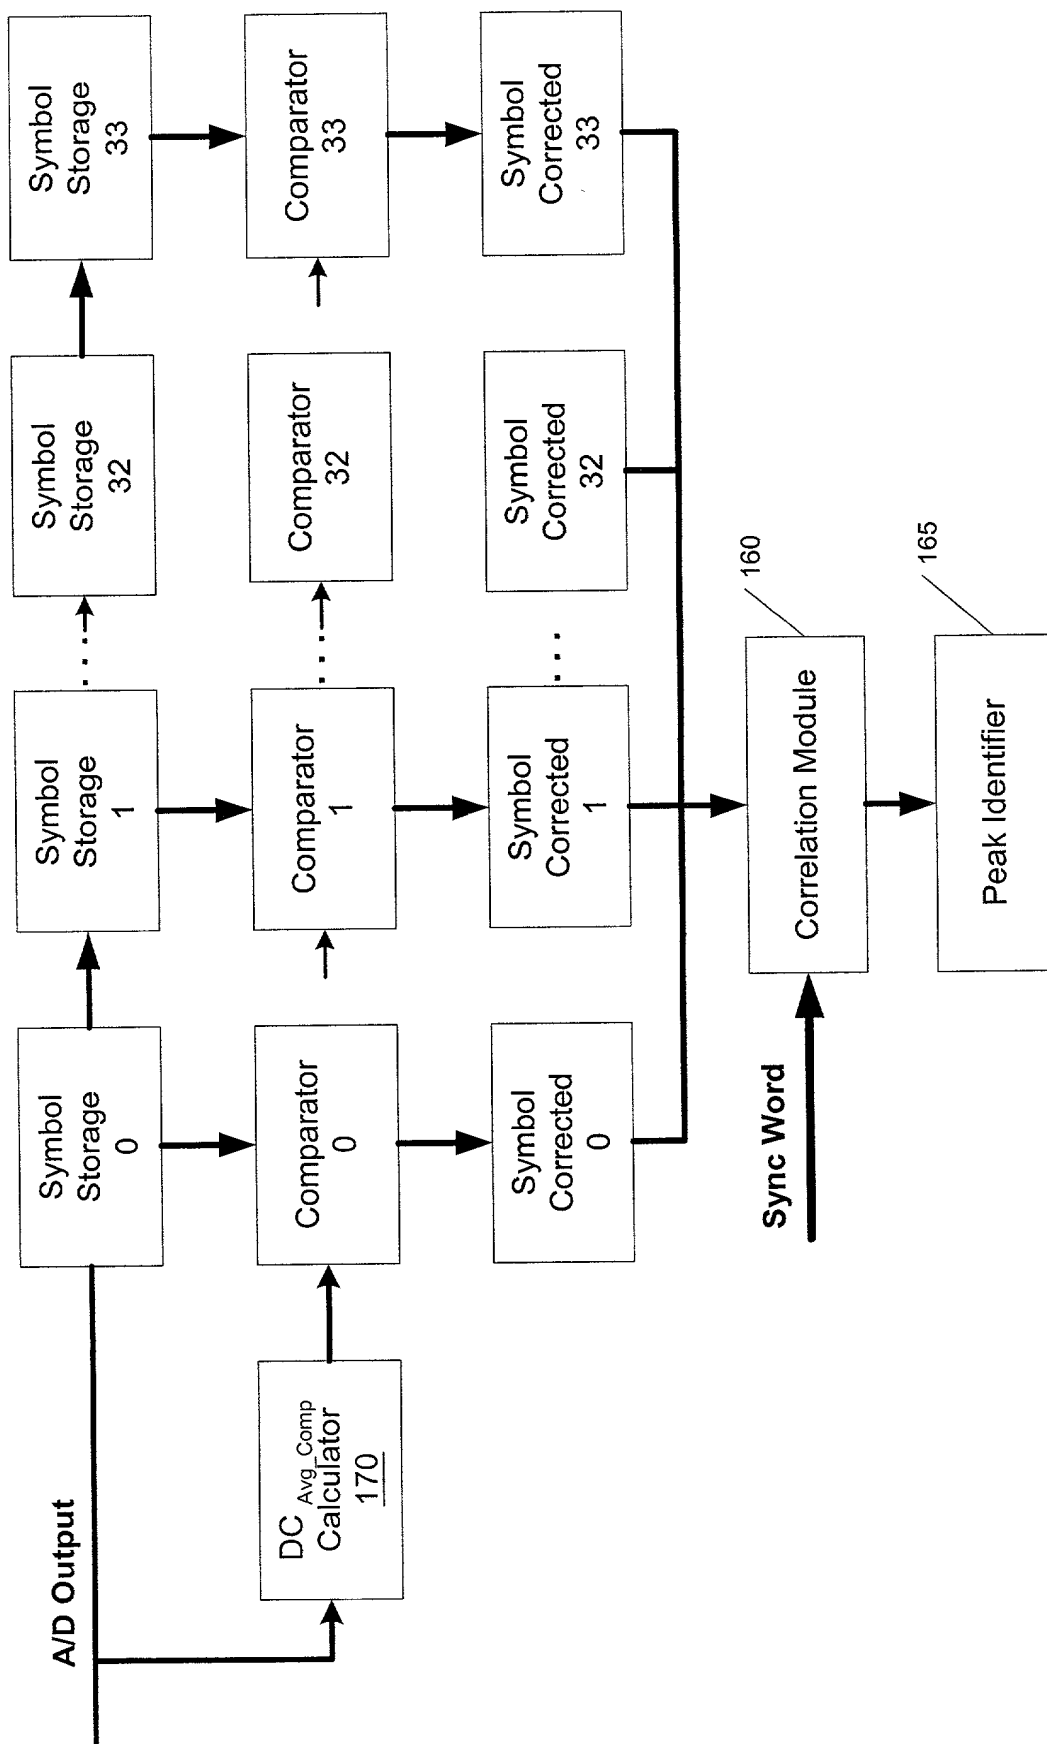 A/D Output
Symbol
Storage
0
Symbol
Storage
1
. . . .
Symbol
Storage
32
Symbol
Storage
33
DC Avg_Comp
Calculator
170
Comparator
0
Comparator
1
. . . .
Comparator
32
Comparator
33
Symbol
Corrected
0
Symbol
Corrected
1
. . .
Symbol
Corrected
32
Symbol
Corrected
33
Sync Word
Correlation Module
160
Peak Identifier
165